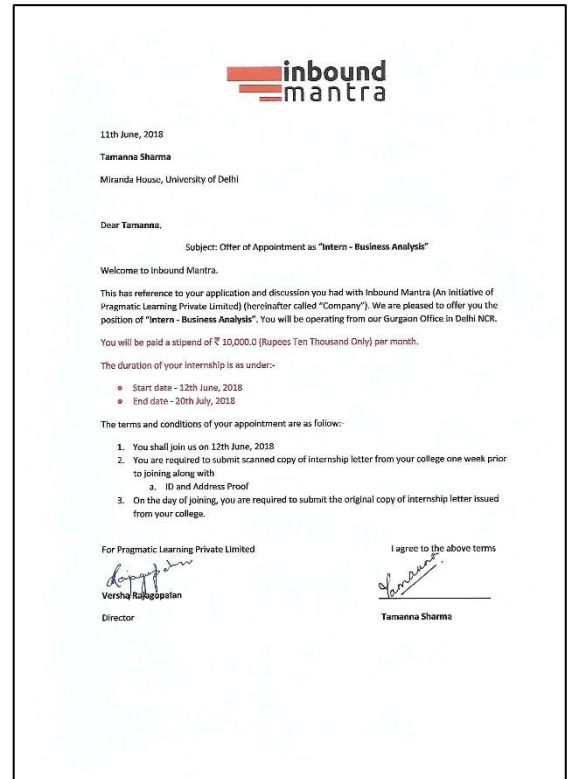 inbound
mantra
11th June, 2018
Tamanna Sharma
Miranda House, University of Delhi
Dear Tamanna,
Subject: Offer of Appointment as "Intern - Business Analysis"
Welcome to Inbound Mantra.
This has reference to your application and discussion you had with Inbound Mantra (An Initiative of
Pragmatic Learning Private Limited) (hereinafter called "Company"). We are pleased to offer you the
position of "Intern - Business Analysis". You will be operating from our Gurgaon Office in Delhi NCR.
You will be paid a stipend of ₹ 10,000.0 (Rupees Ten Thousand Only) per month.
The duration of your internship is as under:-
• Start date - 12th June, 2018
• End date - 20th July, 2018
The terms and conditions of your appointment are as follow:-
1. You shall join us on 12th June, 2018
2. You are required to submit scanned copy of internship letter from your college one week prior
to joining along with
a. ID and Address Proof
3. On the day of joining, you are required to submit the original copy of internship letter issued
from your college.
For Pragmatic Learning Private Limited I agree to the above terms
Rajagopalan Tamanna
Versha Rajagopalan
Director Tamanna Sharma